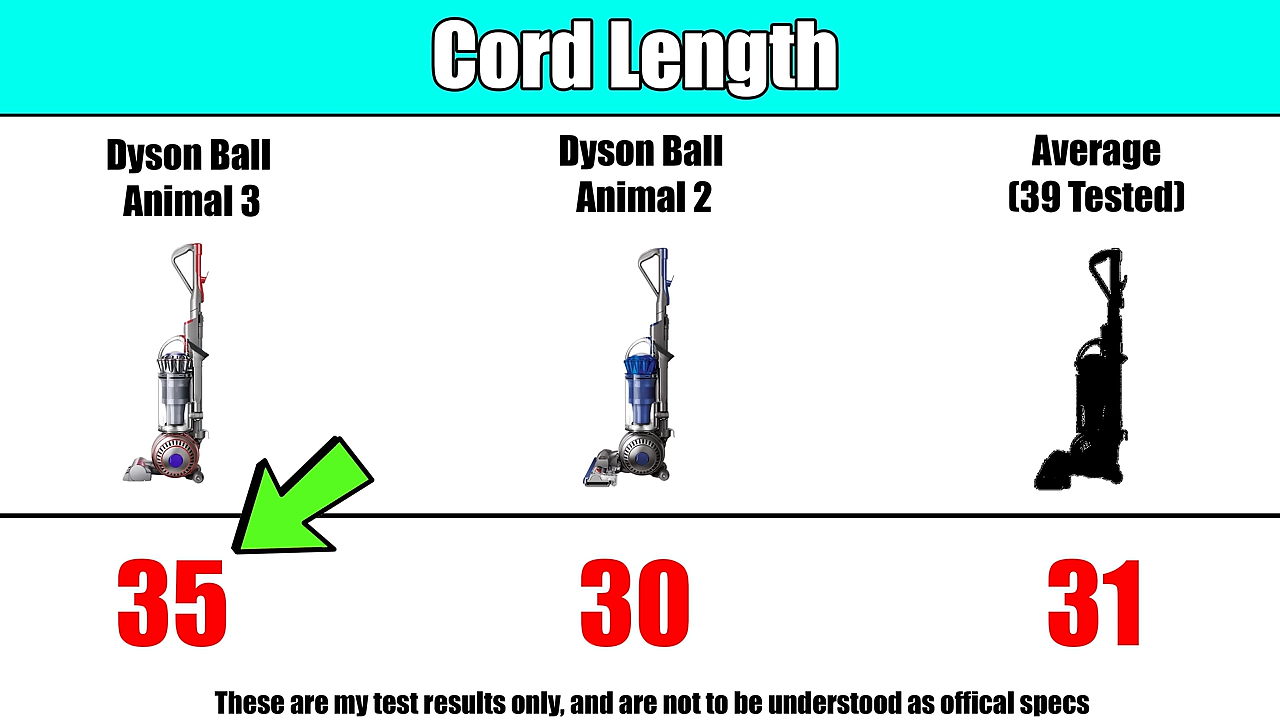 Cord Length
Dyson Ball
Animal 3
Dyson Ball
Animal 2
Average
(39 Tested)
35
30
31
These are my test results only, and are not to be understood as offical specs